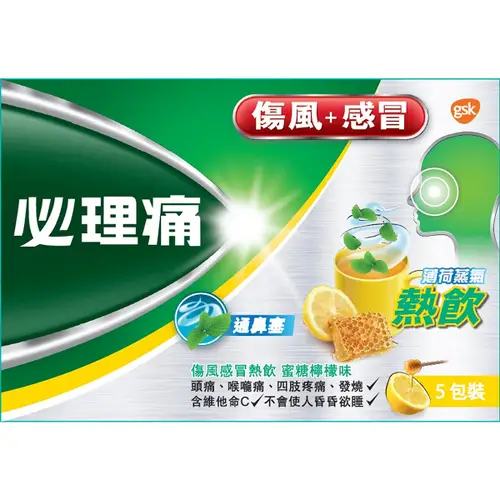 傷風+感冒
gsk
必理痛
薄荷蒸氣
熱飲
通鼻塞
傷風感冒熱飲 蜜糖檸檬味
頭痛、喉嚨痛、四肢疼痛、發燒✓
含維他命C✓不會使人昏昏欲睡✓
5包裝